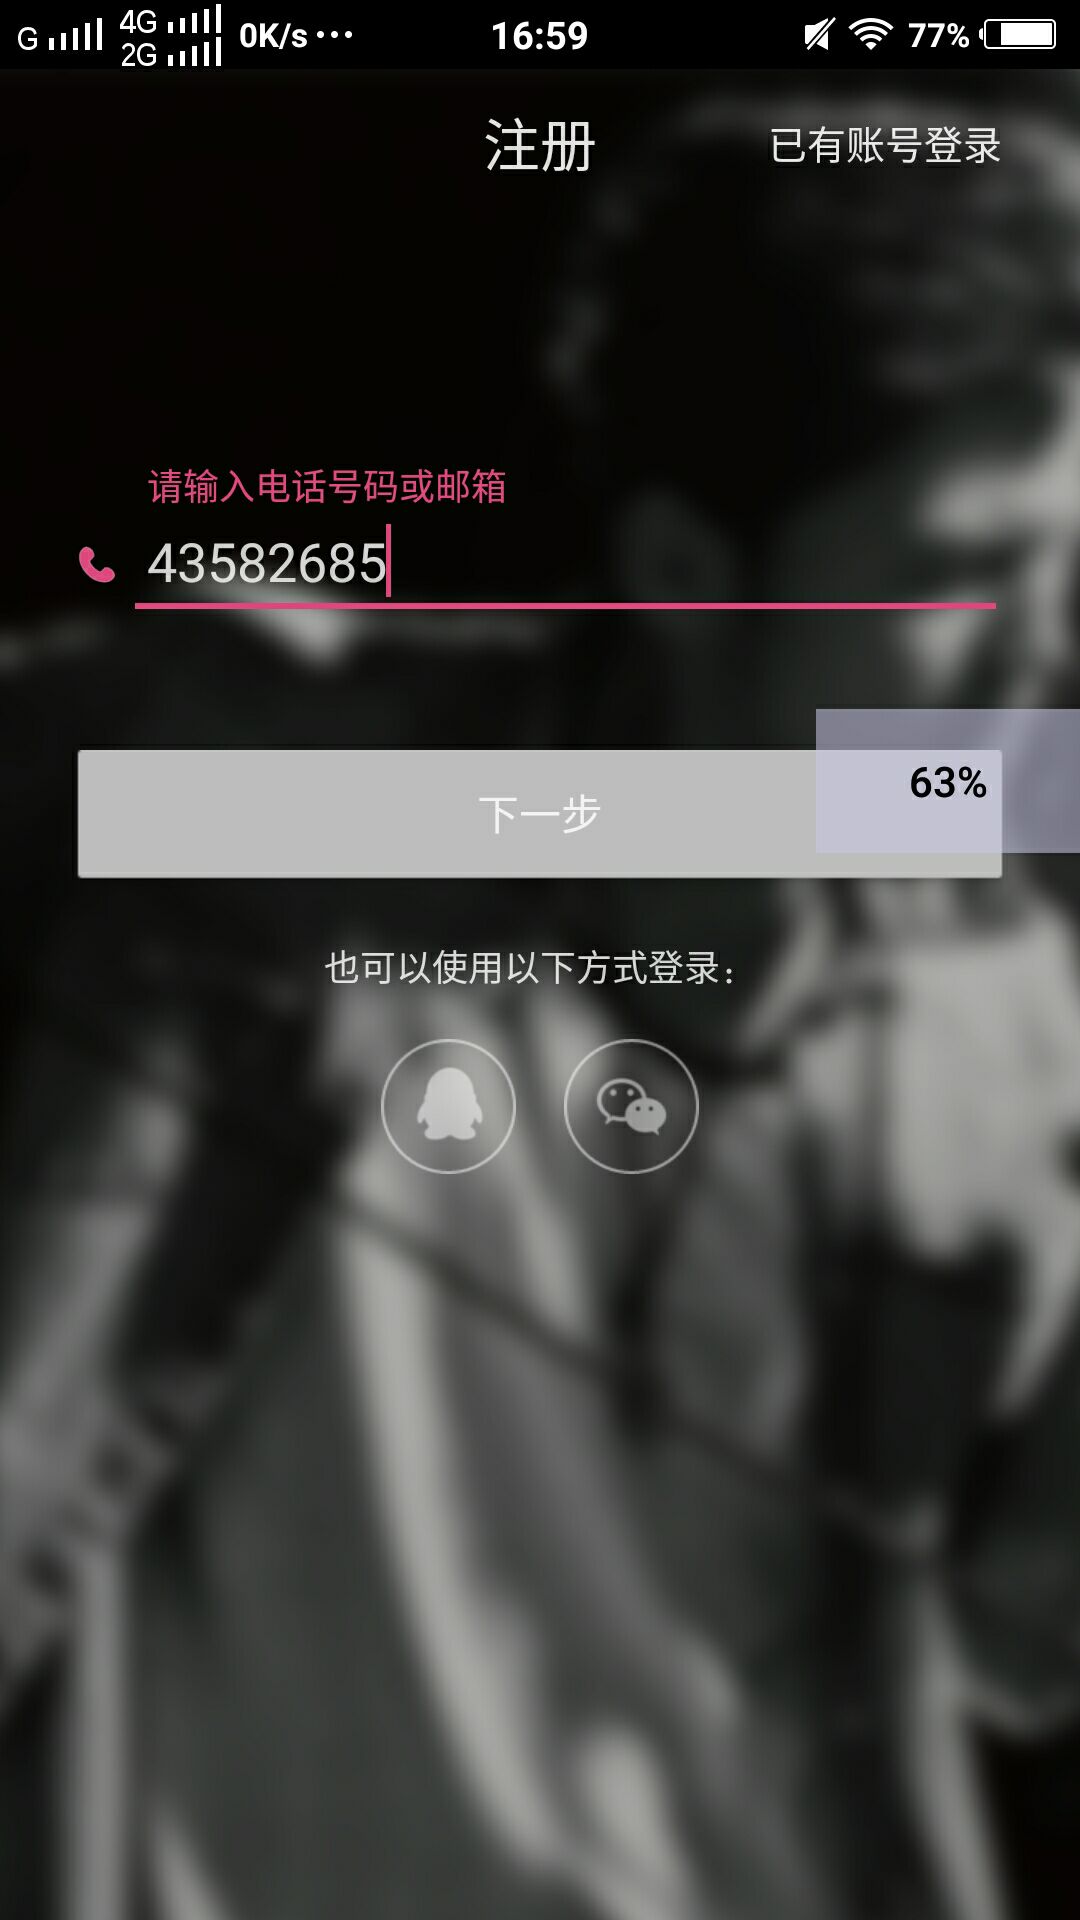 G 4G 2G 0K/s ... 16:59 77%
注册
已有账号登录
请输入电话号码或邮箱
43582685
63%
下一步
也可以使用以下方式登录：